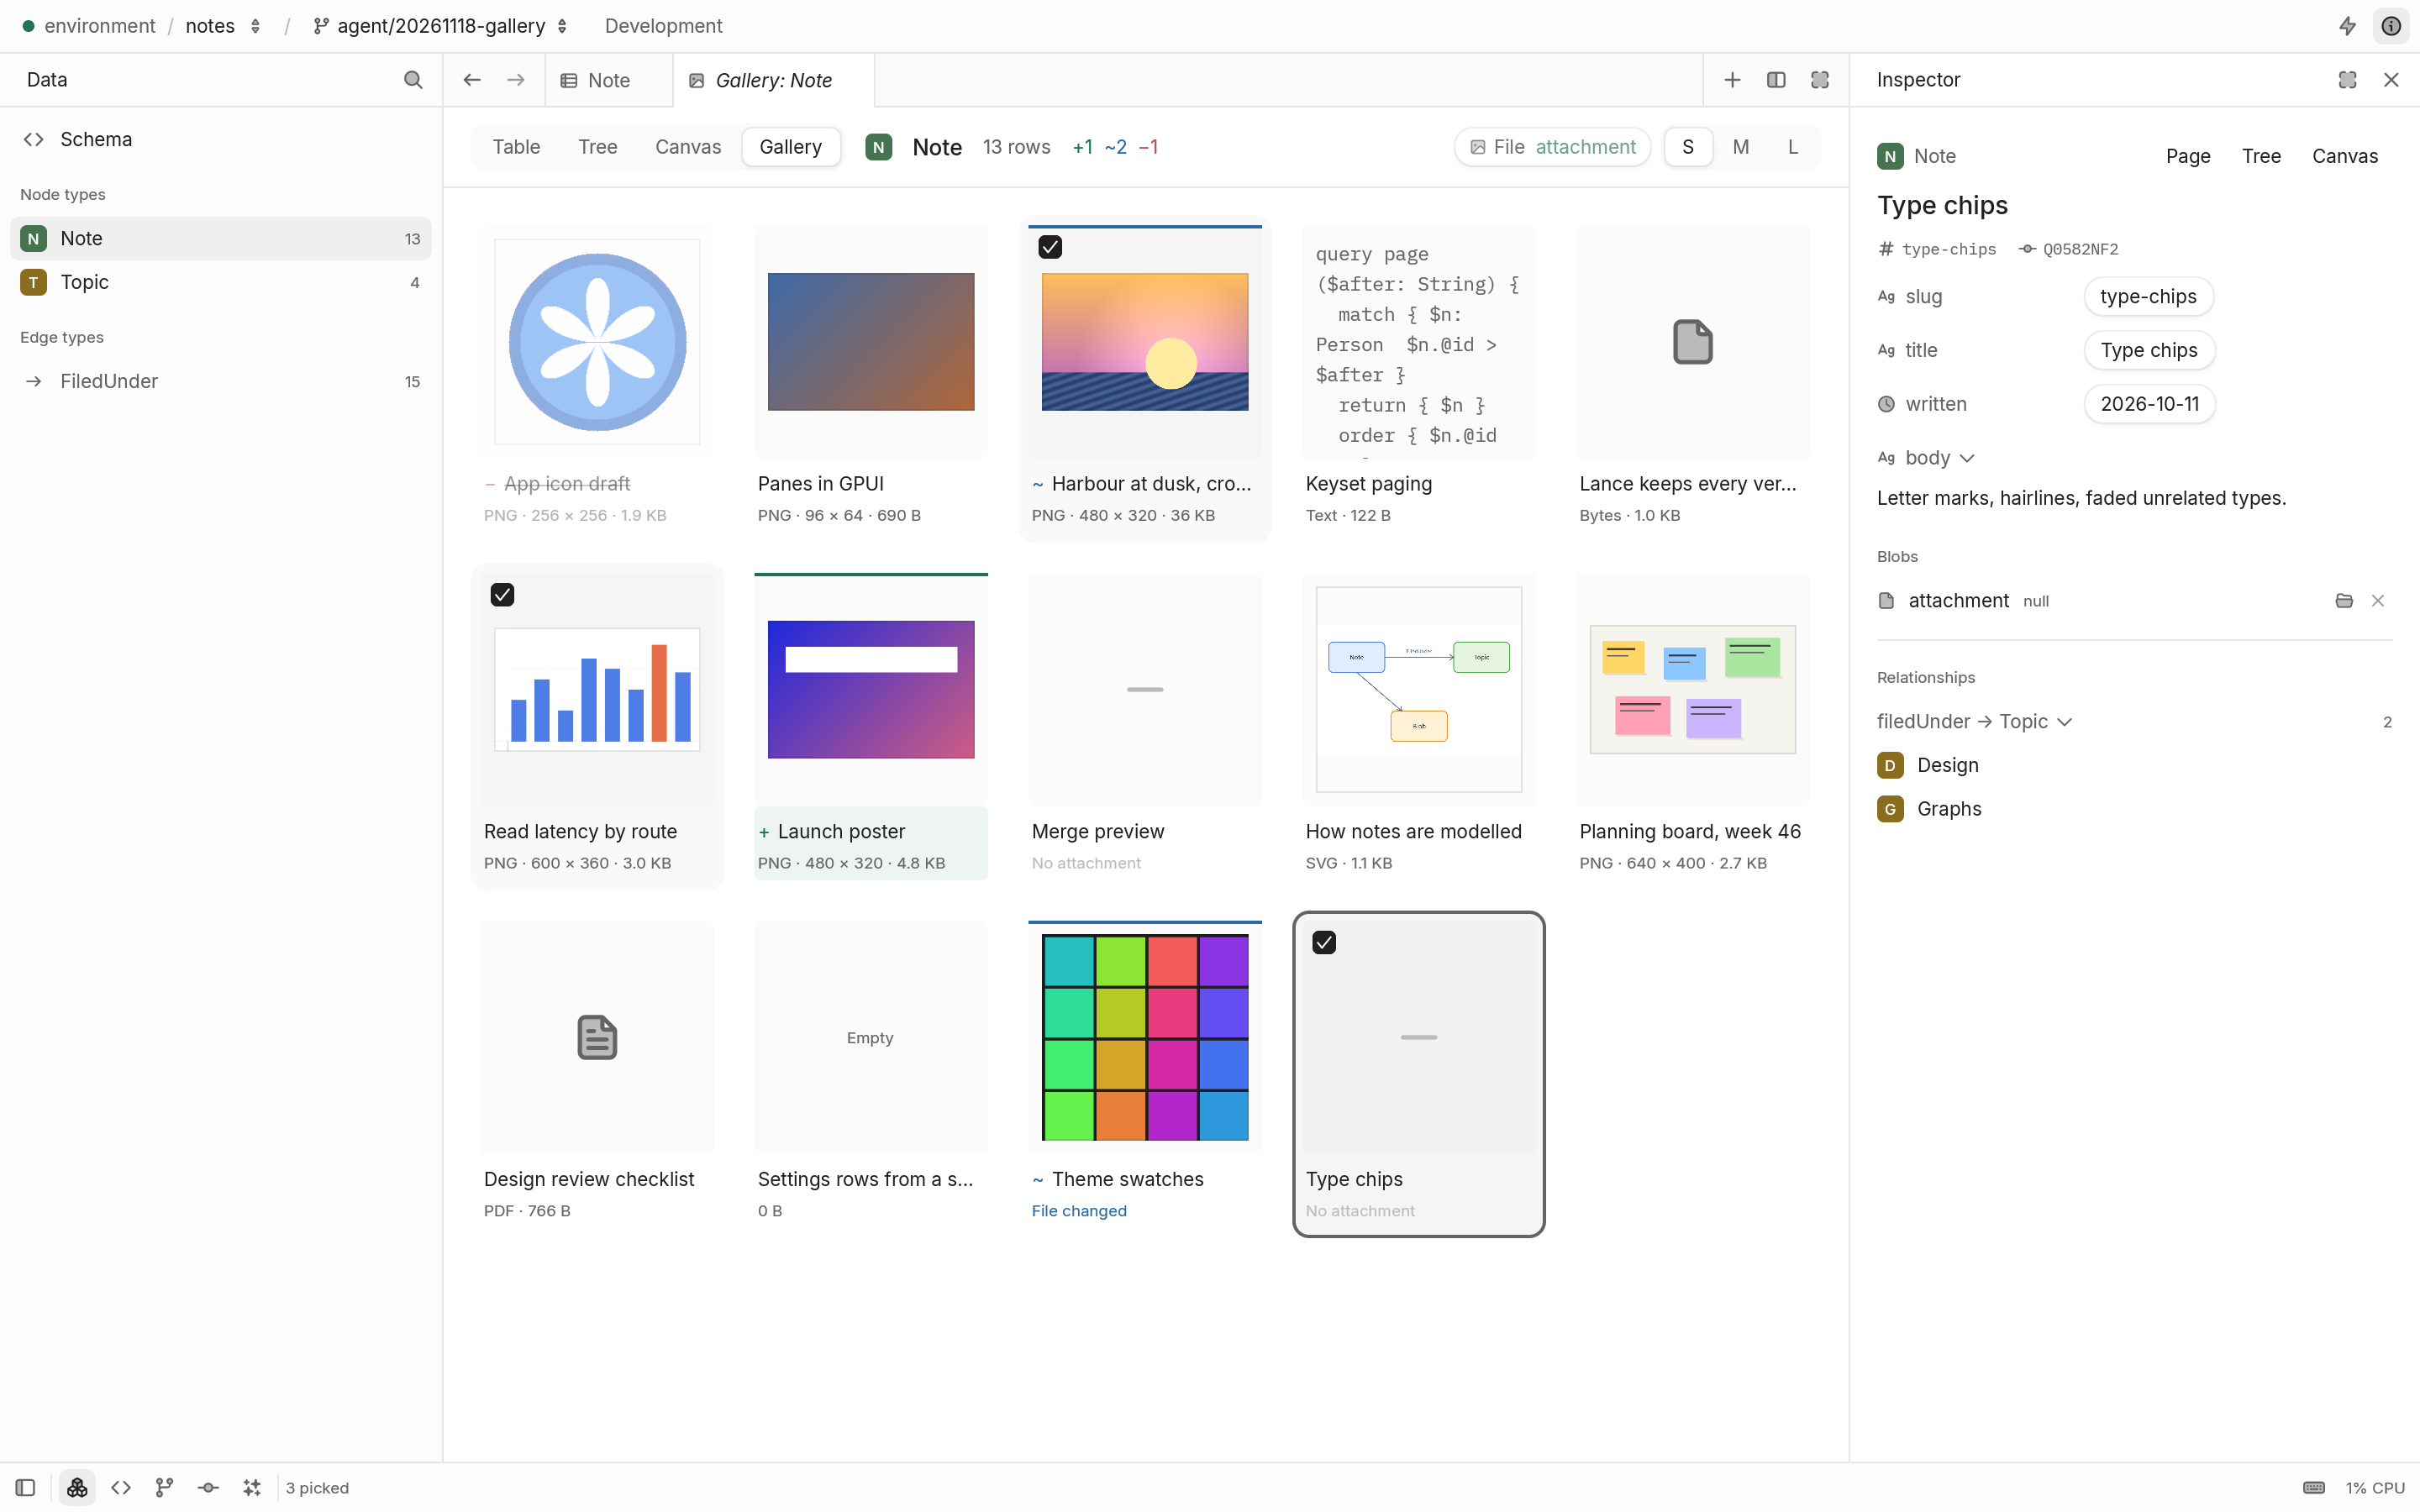 environment / notes / agent/20261118-gallery Development
Data
Note
Gallery: Note
Inspector
Schema
Node types
N Note 13
T Topic 4
Edge types
FiledUnder 15
Table Tree Canvas Gallery N Note 13 rows +1 ~2 −1 File attachment S M L
query page
($after: String) {
match { $n:
Person $n.@id >
$after }
return { $n }
order { $n.@id
− App icon draft
PNG · 256 × 256 · 1.9 KB
Panes in GPUI
PNG · 96 × 64 · 690 B
~ Harbour at dusk, cro...
PNG · 480 × 320 · 36 KB
Keyset paging
Text · 122 B
Lance keeps every ver...
Bytes · 1.0 KB
Read latency by route
PNG · 600 × 360 · 3.0 KB
+ Launch poster
PNG · 480 × 320 · 4.8 KB
Merge preview
No attachment
Note
Topic
How notes are modelled
SVG · 1.1 KB
Planning board, week 46
PNG · 640 × 400 · 2.7 KB
Design review checklist
PDF · 766 B
Empty
Settings rows from a s...
0 B
~ Theme swatches
File changed
Type chips
No attachment
N Note Page Tree Canvas
Type chips
# type-chips Q0582NF2
Ag slug type-chips
Ag title Type chips
written 2026-10-11
Ag body
Letter marks, hairlines, faded unrelated types.
Blobs
attachment null
Relationships
filedUnder → Topic 2
D Design
G Graphs
3 picked
1% CPU